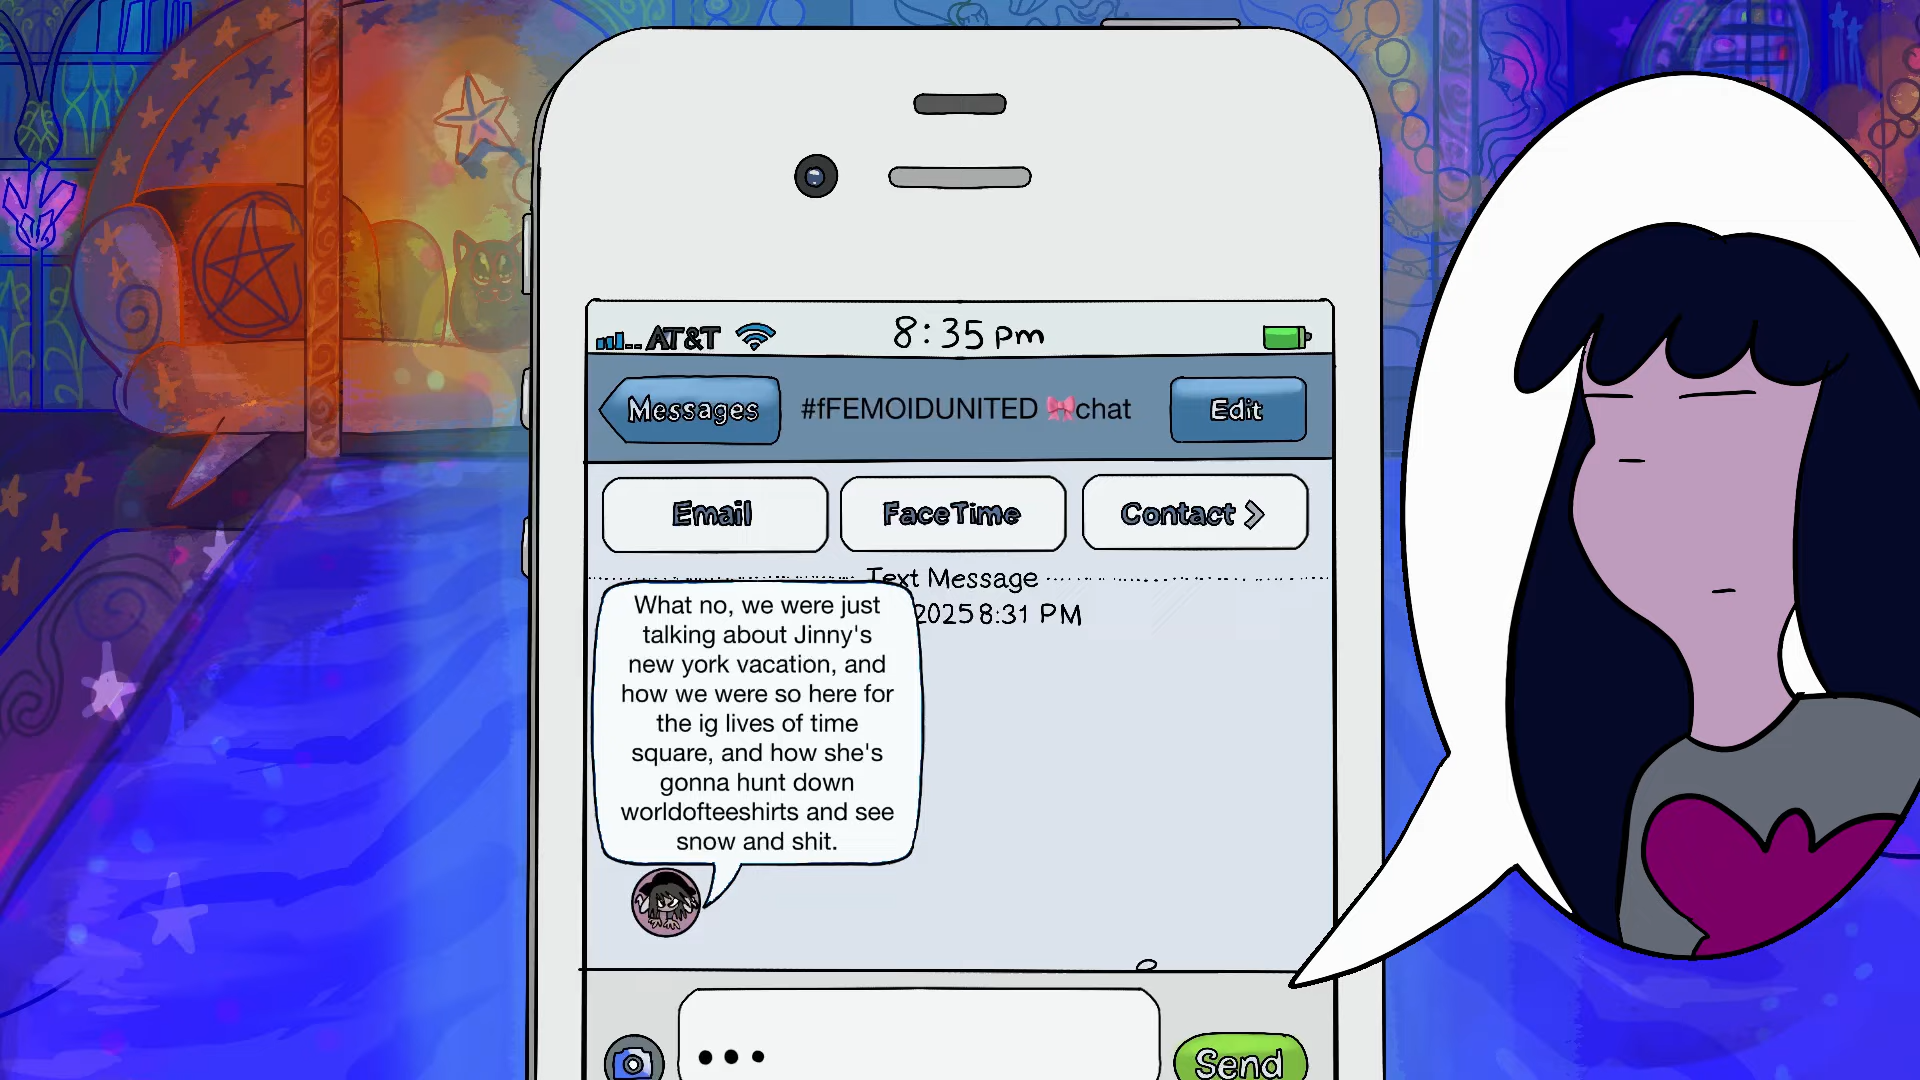 AT&T 8:35 pm
Messages #fFEMOIDUNITED 🎀chat Edit
Email FaceTime Contact >
Text Message
2025 8:31 PM
What no, we were just
talking about Jinny's
new york vacation, and
how we were so here for
the ig lives of time
square, and how she's
gonna hunt down
worldofteeshirts and see
snow and shit.
••• Send